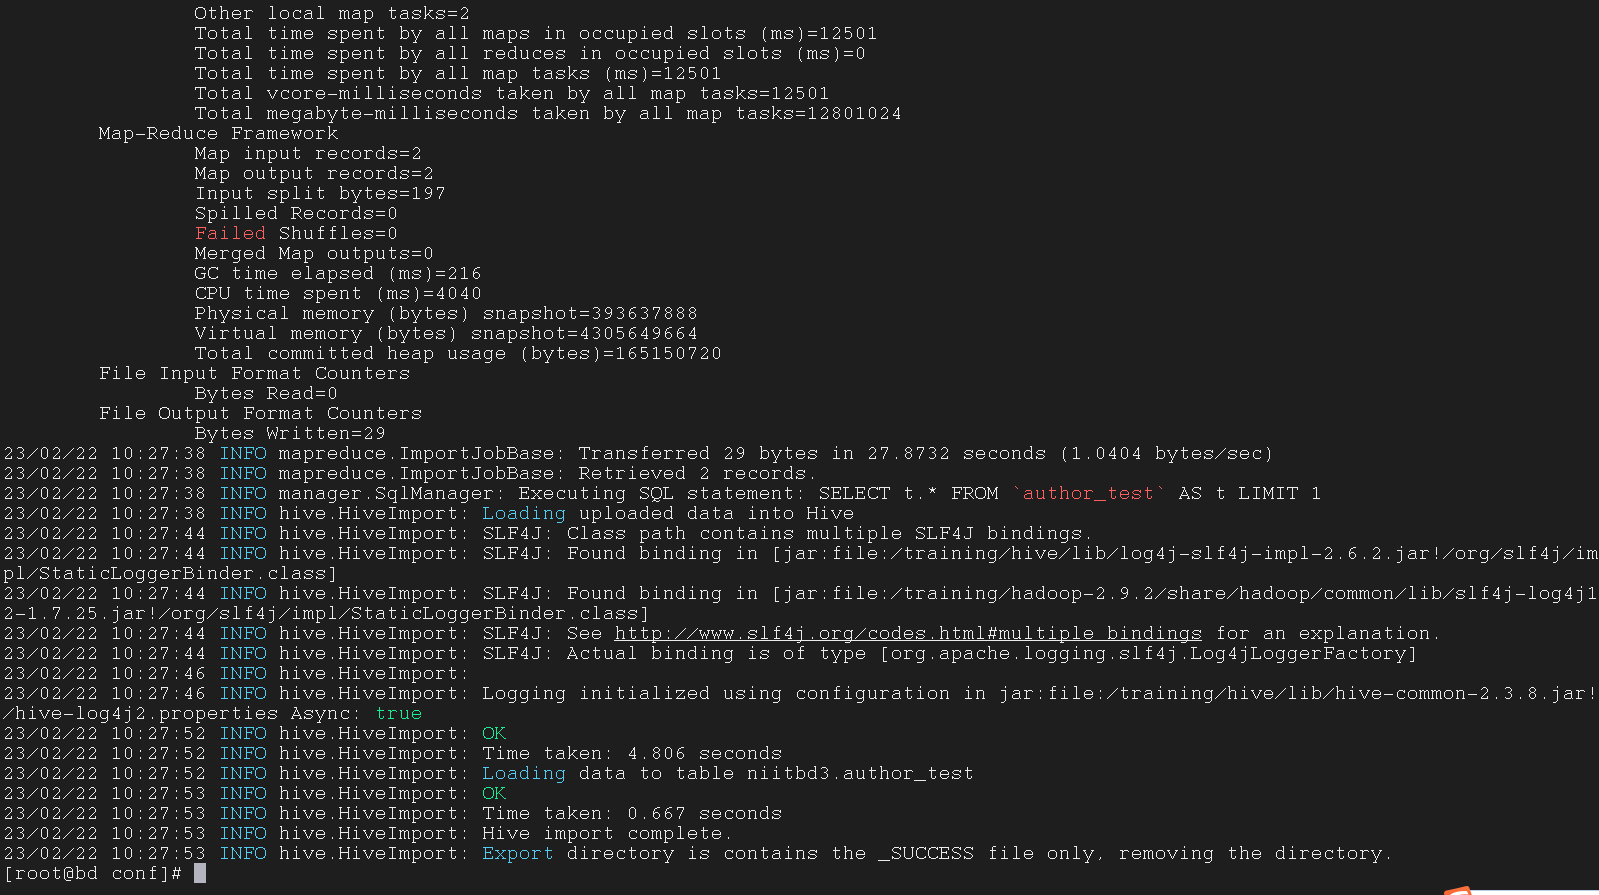 Other local map tasks=2
Total time spent by all maps in occupied slots (ms)=12501
Total time spent by all reduces in occupied slots (ms)=0
Total time spent by all map tasks (ms)=12501
Total vcore-milliseconds taken by all map tasks=12501
Total megabyte-milliseconds taken by all map tasks=12801024
Map-Reduce Framework
Map input records=2
Map output records=2
Input split bytes=197
Spilled Records=0
Failed Shuffles=0
Merged Map outputs=0
GC time elapsed (ms)=216
CPU time spent (ms)=4040
Physical memory (bytes) snapshot=393637888
Virtual memory (bytes) snapshot=4305649664
Total committed heap usage (bytes)=165150720
File Input Format Counters
Bytes Read=0
File Output Format Counters
Bytes Written=29
23/02/22 10:27:38 INFO mapreduce.ImportJobBase: Transferred 29 bytes in 27.8732 seconds (1.0404 bytes/sec)
23/02/22 10:27:38 INFO mapreduce.ImportJobBase: Retrieved 2 records.
23/02/22 10:27:38 INFO manager.SqlManager: Executing SQL statement: SELECT t.* FROM `author_test` AS t LIMIT 1
23/02/22 10:27:38 INFO hive.HiveImport: Loading uploaded data into Hive
23/02/22 10:27:44 INFO hive.HiveImport: SLF4J: Class path contains multiple SLF4J bindings.
23/02/22 10:27:44 INFO hive.HiveImport: SLF4J: Found binding in [jar:file:/training/hive/lib/log4j-slf4j-impl-2.6.2.jar!/org/slf4j/im
pl/StaticLoggerBinder.class]
23/02/22 10:27:44 INFO hive.HiveImport: SLF4J: Found binding in [jar:file:/training/hadoop-2.9.2/share/hadoop/common/lib/slf4j-log4j1
2-1.7.25.jar!/org/slf4j/impl/StaticLoggerBinder.class]
23/02/22 10:27:44 INFO hive.HiveImport: SLF4J: See http://www.slf4j.org/codes.html#multiple_bindings for an explanation.
23/02/22 10:27:44 INFO hive.HiveImport: SLF4J: Actual binding is of type [org.apache.logging.slf4j.Log4jLoggerFactory]
23/02/22 10:27:46 INFO hive.HiveImport:
23/02/22 10:27:46 INFO hive.HiveImport: Logging initialized using configuration in jar:file:/training/hive/lib/hive-common-2.3.8.jar!
/hive-log4j2.properties Async: true
23/02/22 10:27:52 INFO hive.HiveImport: OK
23/02/22 10:27:52 INFO hive.HiveImport: Time taken: 4.806 seconds
23/02/22 10:27:52 INFO hive.HiveImport: Loading data to table niitbd3.author_test
23/02/22 10:27:53 INFO hive.HiveImport: OK
23/02/22 10:27:53 INFO hive.HiveImport: Time taken: 0.667 seconds
23/02/22 10:27:53 INFO hive.HiveImport: Hive import complete.
23/02/22 10:27:53 INFO hive.HiveImport: Export directory is contains the _SUCCESS file only, removing the directory.
[root@bd conf]#